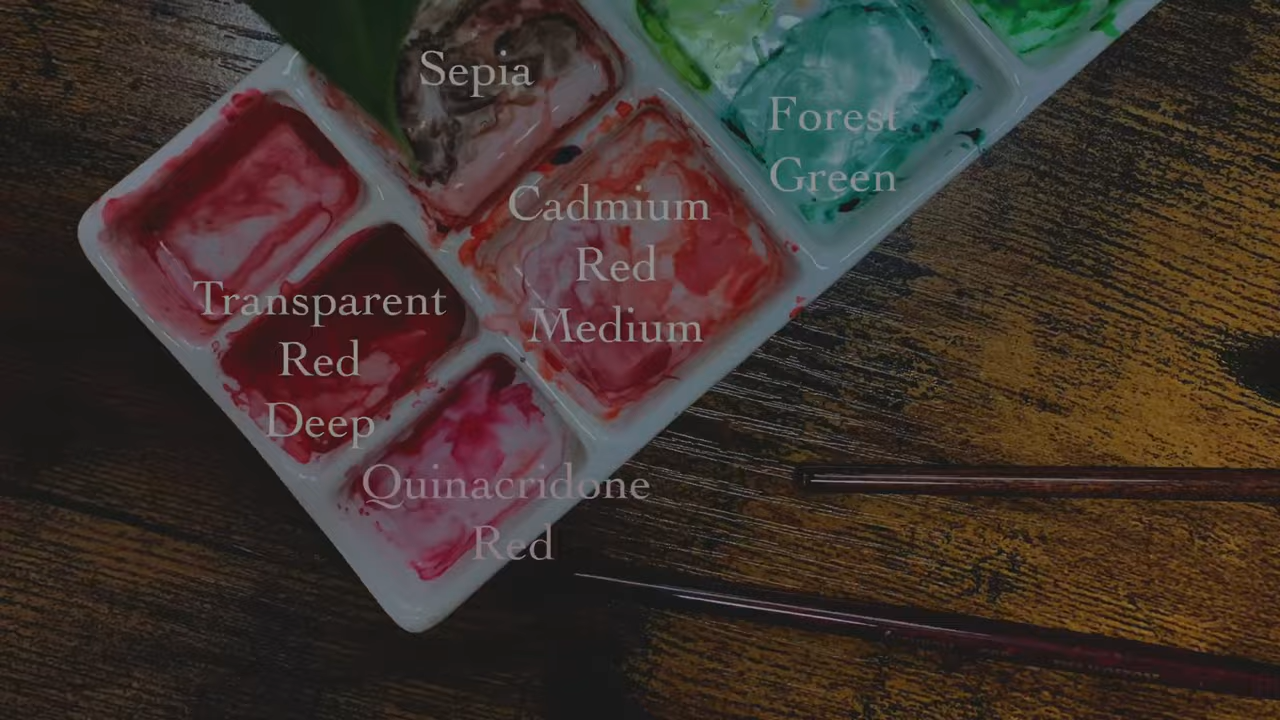 Sepia
Forest
Green
Cadmium
Red
Medium
Transparent
Red
Deep
Quinacridone
Red